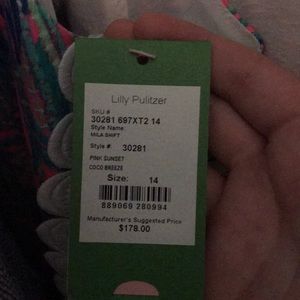 Lilly Pulitzer
SKU #
30281 697XT2 14
Style Name
MILA SHIFT
Style #: 30281
PINK SUNSET
COCO BREEZE
Size: 14
889069 280994
Manufacturer's Suggested Price
$178.00